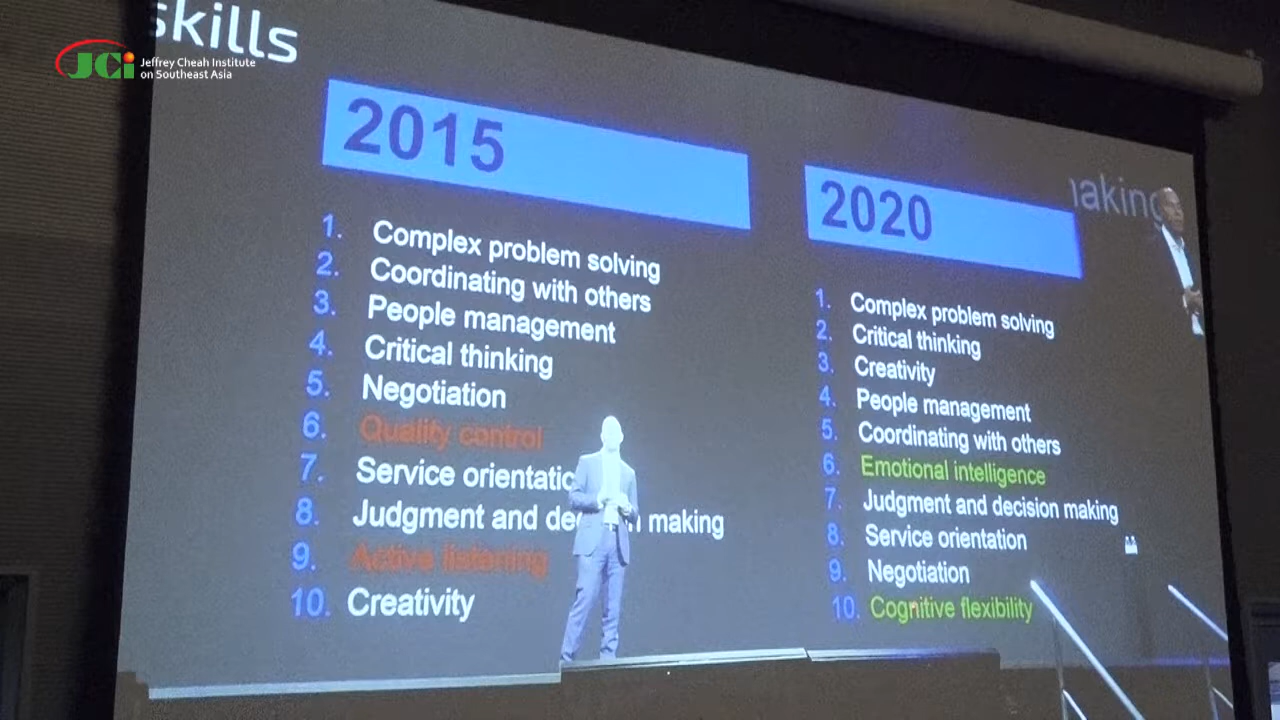 skills
JCi Jeffrey Cheah Institute
on Southeast Asia
2015
1. Complex problem solving
2. Coordinating with others
3. People management
4. Critical thinking
5. Negotiation
6. Quality control
7. Service orientatio
8. Judgment and de making
9. Active listening
10. Creativity
2020
aking
1. Complex problem solving
2. Critical thinking
3. Creativity
4. People management
5. Coordinating with others
6. Emotional intelligence
7. Judgment and decision making
8. Service orientation
9. Negotiation
10. Cognitive flexibility